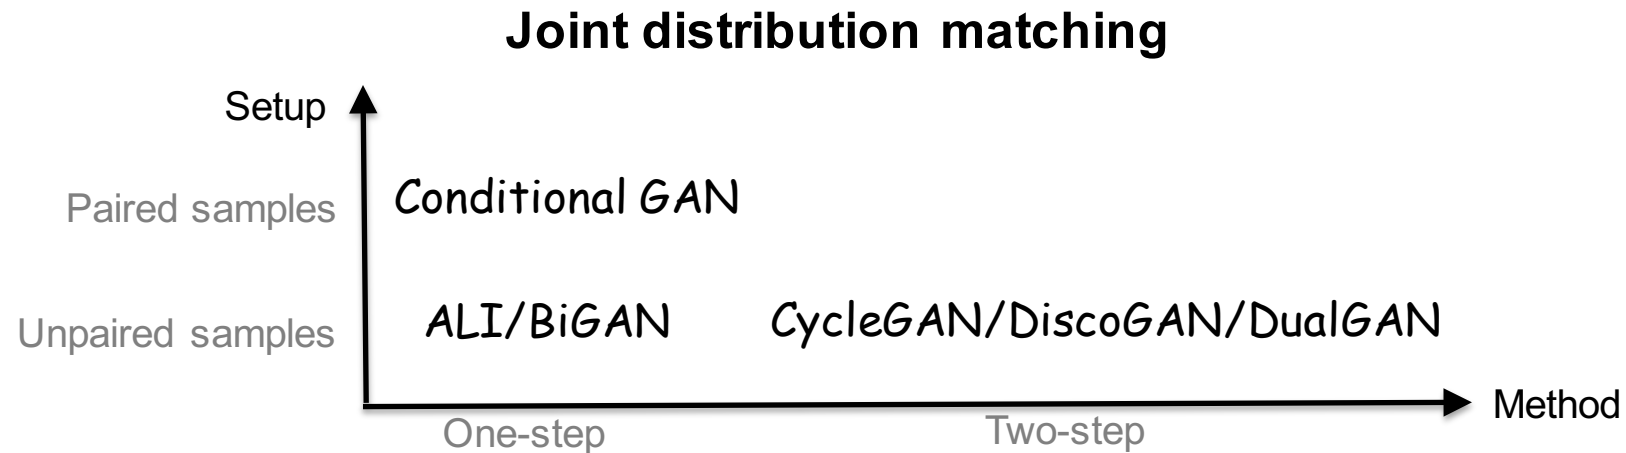 Joint distribution matching
Setup
Paired samples
Conditional GAN
Unpaired samples
ALI/BiGAN
CycleGAN/DiscoGAN/DualGAN
Method
One-step
Two-step